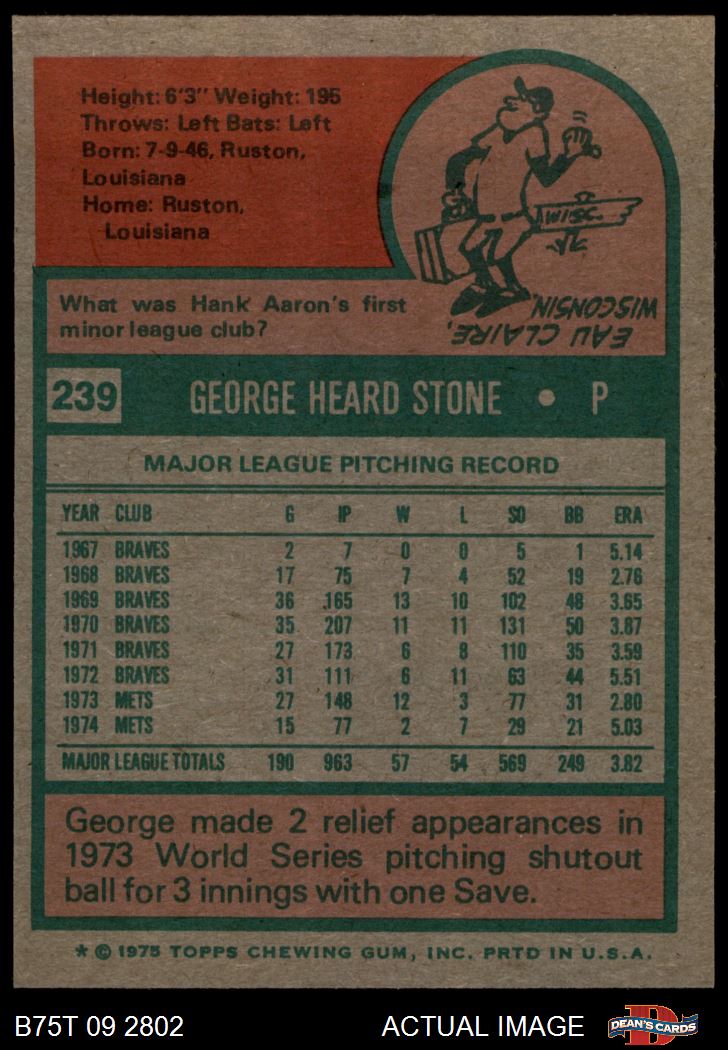 Height: 6'3" Weight: 195
Throws: Left Bats: Left
Born: 7-9-46, Ruston,
Louisiana
Home: Ruston,
Louisiana
WISC.
What was Hank Aaron's first
minor league club?
EAU CLAIRE,
WISCONSIN.
239 GEORGE HEARD STONE • P
MAJOR LEAGUE PITCHING RECORD
YEAR CLUB G IP W L SO BB ERA
1967 BRAVES 2 7 0 0 5 1 5.14
1968 BRAVES 17 75 7 4 52 19 2.76
1969 BRAVES 36 165 13 10 102 48 3.65
1970 BRAVES 35 207 11 11 131 50 3.87
1971 BRAVES 27 173 6 8 110 35 3.59
1972 BRAVES 31 111 6 11 63 44 5.51
1973 METS 27 148 12 3 77 31 2.80
1974 METS 15 77 2 7 29 21 5.03
MAJOR LEAGUE TOTALS 190 963 57 54 569 249 3.82
George made 2 relief appearances in
1973 World Series pitching shutout
ball for 3 innings with one Save.
* © 1975 TOPPS CHEWING GUM, INC. PRTD IN U.S.A.
B75T 09 2802 ACTUAL IMAGE D DEAN'S CARDS